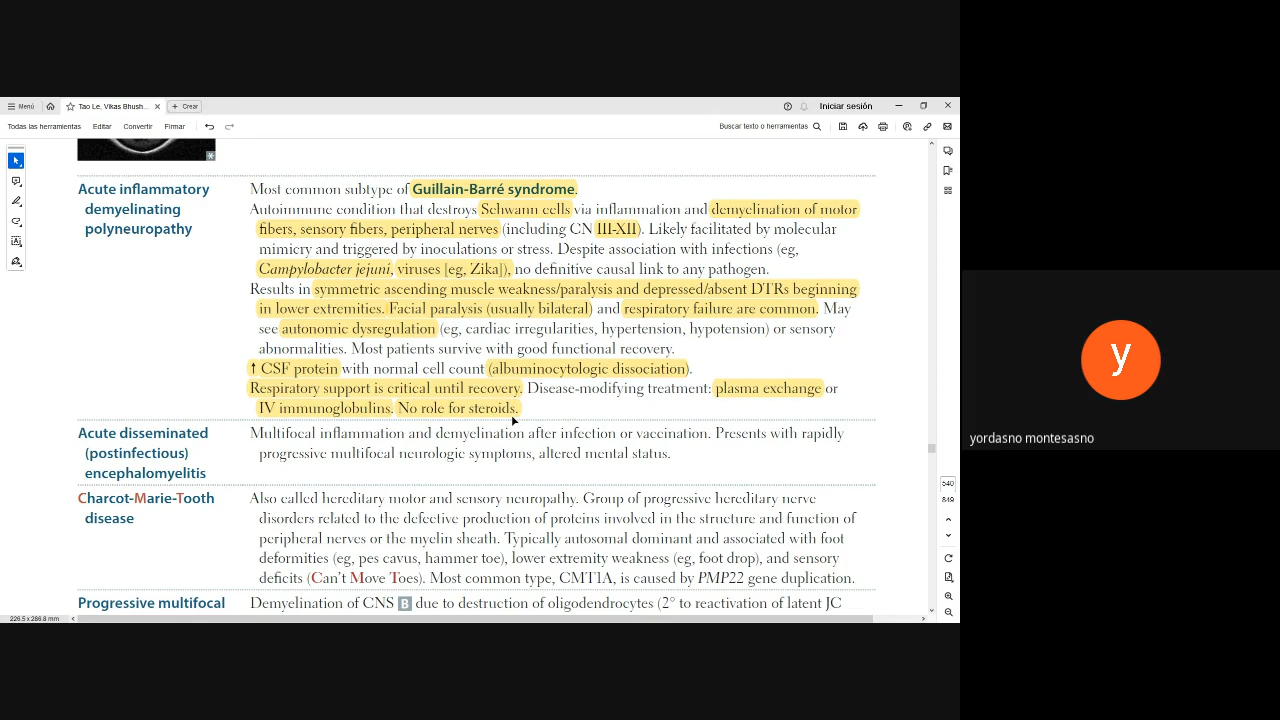 Menú
Tao Le, Vikas Bhush...
Crear
Iniciar sesión
Todas las herramientas Editar Convertir Firmar
Buscar texto o herramientas
Acute inflammatory
demyelinating
polyneuropathy
Most common subtype of Guillain-Barré syndrome.
Autoimmune condition that destroys Schwann cells via inflammation and demyelination of motor
fibers, sensory fibers, peripheral nerves (including CN III-XII). Likely facilitated by molecular
mimicry and triggered by inoculations or stress. Despite association with infections (eg,
Campylobacter jejuni, viruses [eg, Zika]), no definitive causal link to any pathogen.
Results in symmetric ascending muscle weakness/paralysis and depressed/absent DTRs beginning
in lower extremities. Facial paralysis (usually bilateral) and respiratory failure are common. May
see autonomic dysregulation (eg, cardiac irregularities, hypertension, hypotension) or sensory
abnormalities. Most patients survive with good functional recovery.
↑ CSF protein with normal cell count (albuminocytologic dissociation).
Respiratory support is critical until recovery. Disease-modifying treatment: plasma exchange or
IV immunoglobulins. No role for steroids.
Acute disseminated
(postinfectious)
encephalomyelitis
Multifocal inflammation and demyelination after infection or vaccination. Presents with rapidly
progressive multifocal neurologic symptoms, altered mental status.
Charcot-Marie-Tooth
disease
Also called hereditary motor and sensory neuropathy. Group of progressive hereditary nerve
disorders related to the defective production of proteins involved in the structure and function of
peripheral nerves or the myelin sheath. Typically autosomal dominant and associated with foot
deformities (eg, pes cavus, hammer toe), lower extremity weakness (eg, foot drop), and sensory
deficits (Can't Move Toes). Most common type, CMT1A, is caused by PMP22 gene duplication.
Progressive multifocal
Demyelination of CNS B due to destruction of oligodendrocytes (2° to reactivation of latent JC
540
849
226.5 x 286.8 mm
y
yordasno montesasno